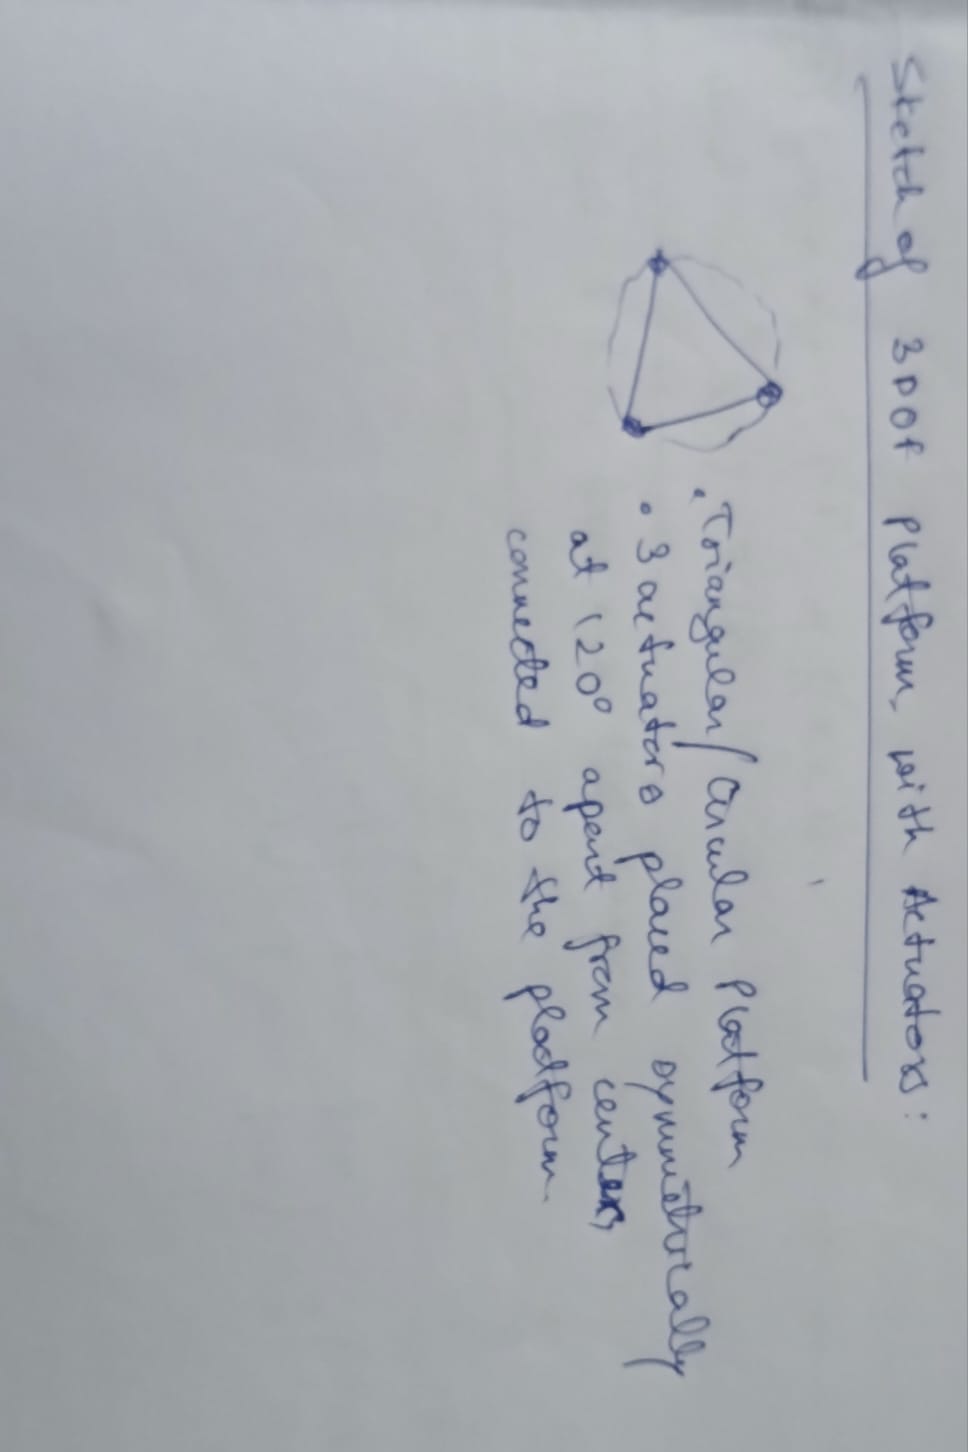 Sketch of 3DOF Platform, with Actuators:
• Triangular/Circular Platform
• 3 actuators placed symmetrically
at 120° apart from center,
connected to the platform.